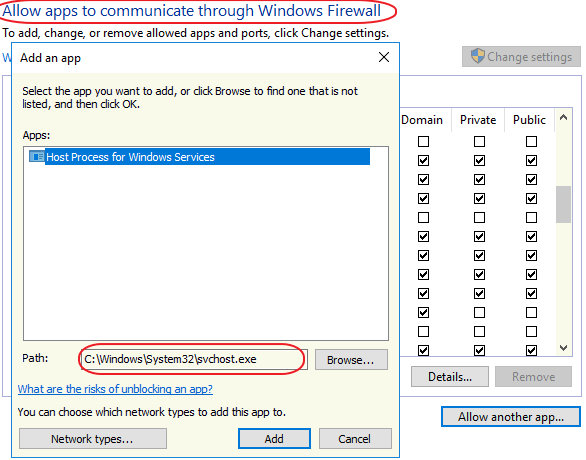 Allow apps to communicate through Windows Firewall
To add, change, or remove allowed apps and ports, click Change settings.
W
Change settings
Add an app
Select the app you want to add, or click Browse to find one that is not
listed, and then click OK.
Apps:
Host Process for Windows Services
Domain Private Public
Path: C:\Windows\System32\svchost.exe Browse...
What are the risks of unblocking an app?
You can choose which network types to add this app to.
Network types... Add Cancel
Details... Remove
Allow another app...